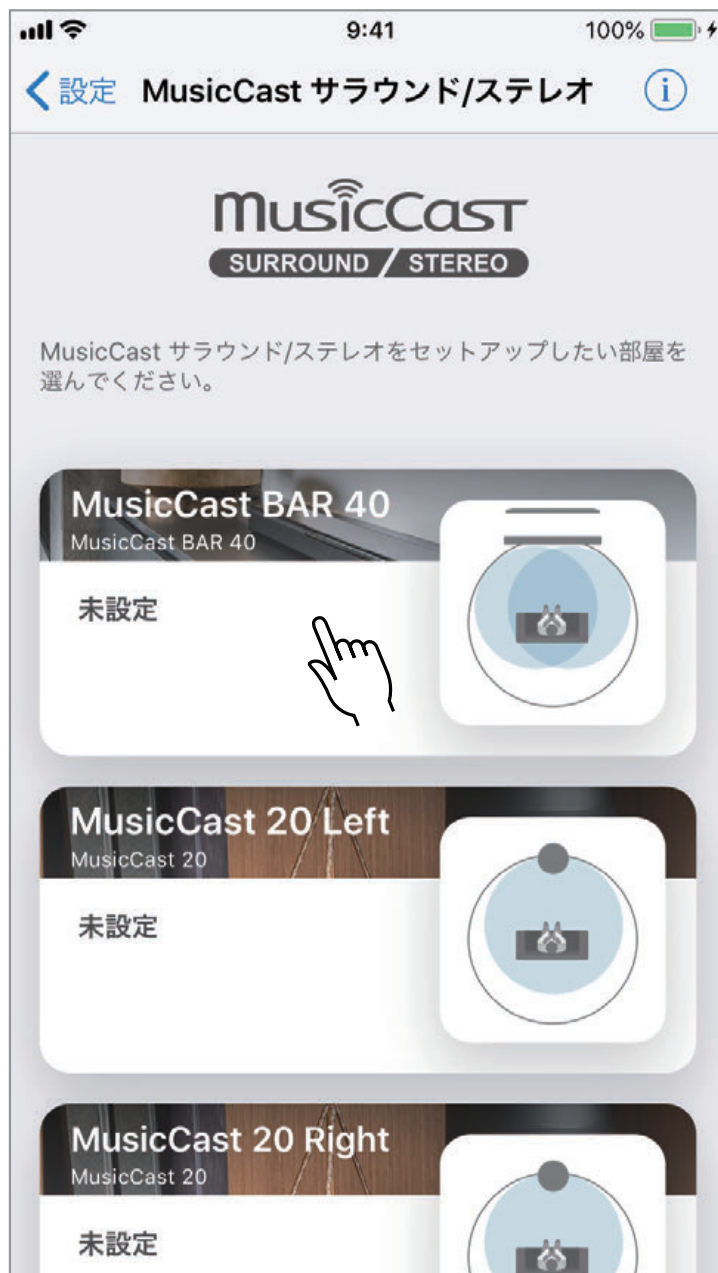 9:41
100%
設定
MusicCast サラウンド/ステレオ
i
MusicCast
SURROUND / STEREO
MusicCast サラウンド/ステレオをセットアップしたい部屋を
選んでください。
MusicCast BAR 40
MusicCast BAR 40
未設定
MusicCast 20 Left
MusicCast 20
未設定
MusicCast 20 Right
MusicCast 20
未設定